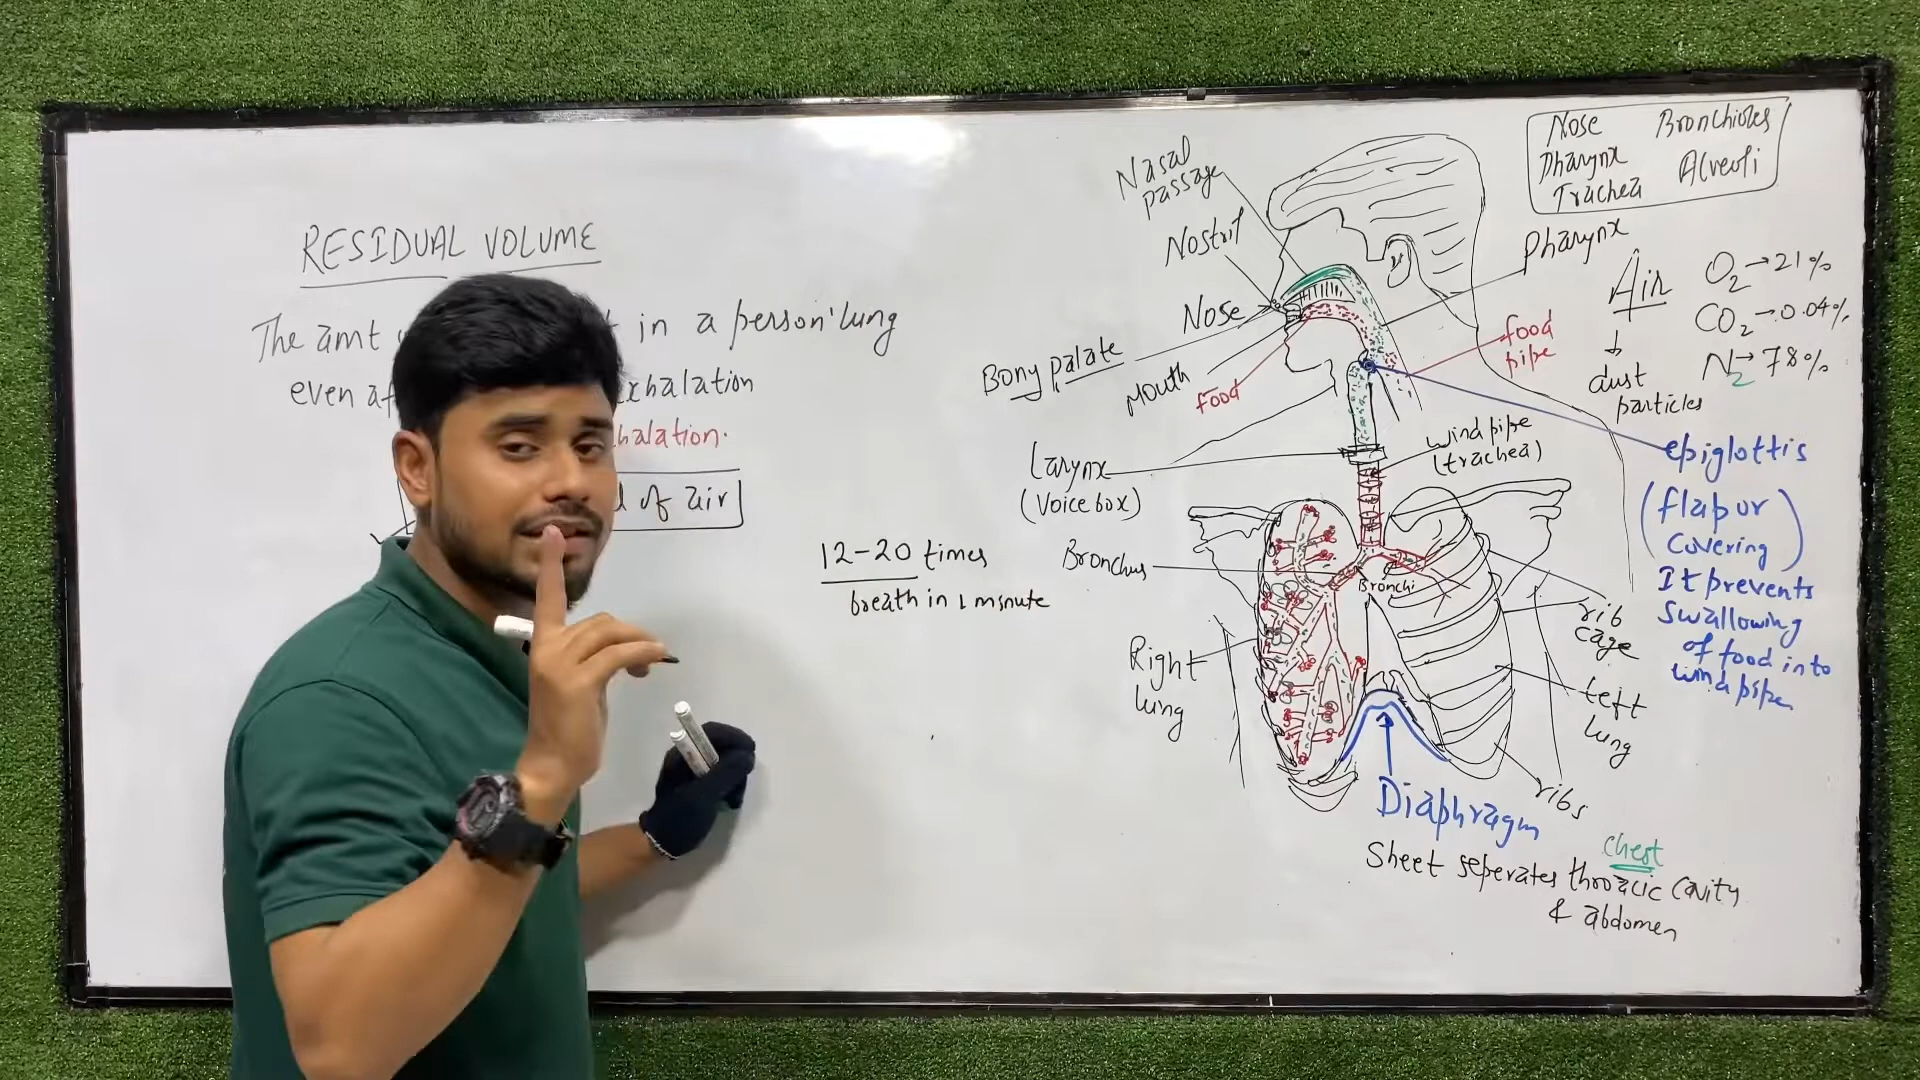 RESIDUAL VOLUME
The amt in a person'lung
even af exhalation
halation.
d of air
12-20 times
breath in 1 minute
Nasal
passage
Nostril
Nose
Bony palate
Mouth
food
Larynx
(Voice box)
Bronchus
Right
lung
Nose Bronchioles
Pharynx Alveoli
Trachea
Pharynx
food
pipe
wind pipe
(trachea)
Bronchi
Air
O2→21%
CO2→0.04%
N2→78%
dust
particles
epiglottis
(flap or
covering)
It prevents
swallowing
of food into
wind pipe
rib
cage
Left
lung
ribs
Diaphragm
Chest
Sheet seperates throacic cavity
& abdomen